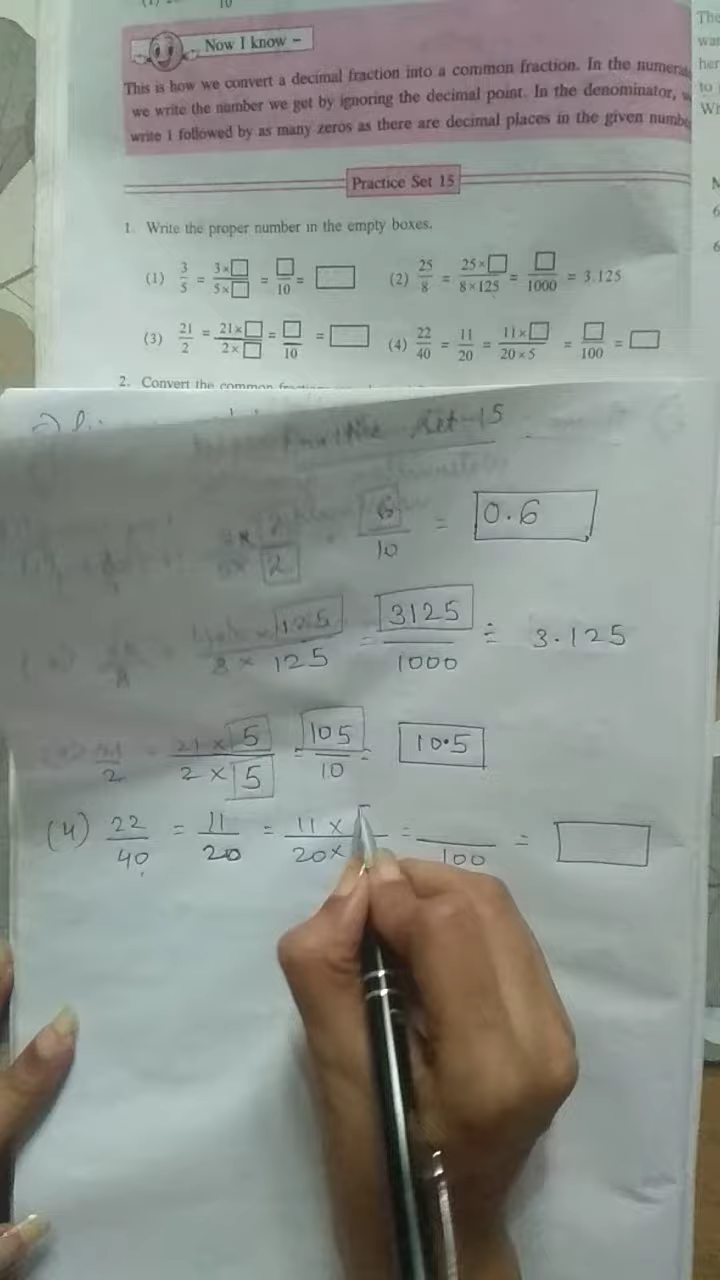 10
Now I know –
This is how we convert a decimal fraction into a common fraction. In the
we write the number we get by ignoring the decimal point. In the denominator,
write 1 followed by as many zeros as there are decimal places in the given
Practice Set 15
1. Write the proper number in the empty boxes.
(1) 3/5 = 3×□/5×□ = □/10 = □ (2) 25/8 = 25×□/8×125 = □/1000 = 3.125
(3) 21/2 = 21×□/2×□ = □/10 = □ (4) 22/40 = 11/20 = 11×□/20×5 = □/100 = □
2. Convert the common
Set-15
6/10 = 0.6
125/8 × 125 = 3125/1000 = 3.125
2 = 21 × 5/2 × 5 = 105/10 = 10.5
(4) 22/40 = 11/20 = 11 ×/20× = /100 = □
The
her
to